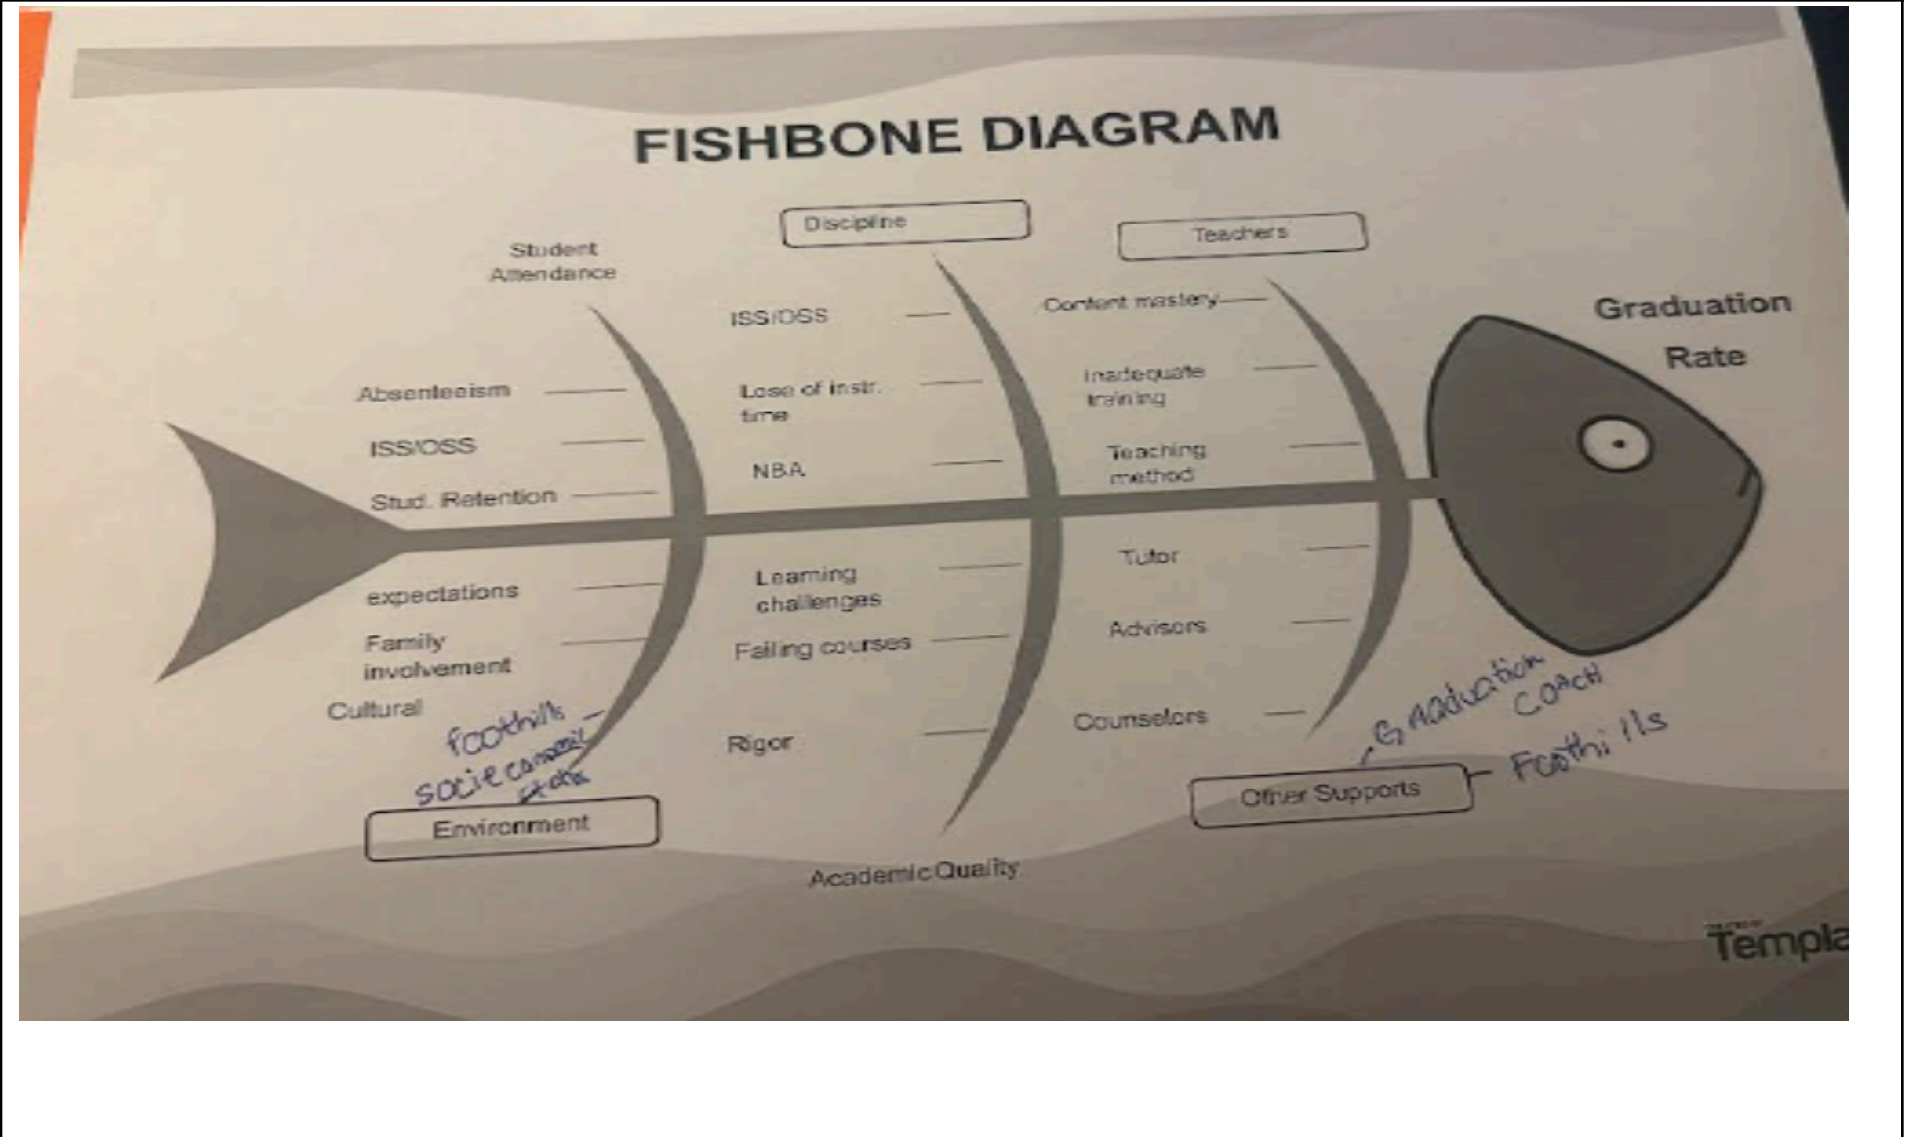 FISHBONE DIAGRAM
Student
Attendance
Discipline
Teachers
Graduation
Rate
Absenteeism
ISS/OSS
Stud. Retention
ISS/OSS
Lose of instr.
time
NBA
Content mastery
Inadequate
training
Teaching
method
expectations
Family
involvement
Cultural
foothills
Environment
Learning
challenges
Failing courses
Rigor
Academic Quality
Tutor
Advisors
Counselors
Graduation
COACH
Foothills
Other Supports
Templa